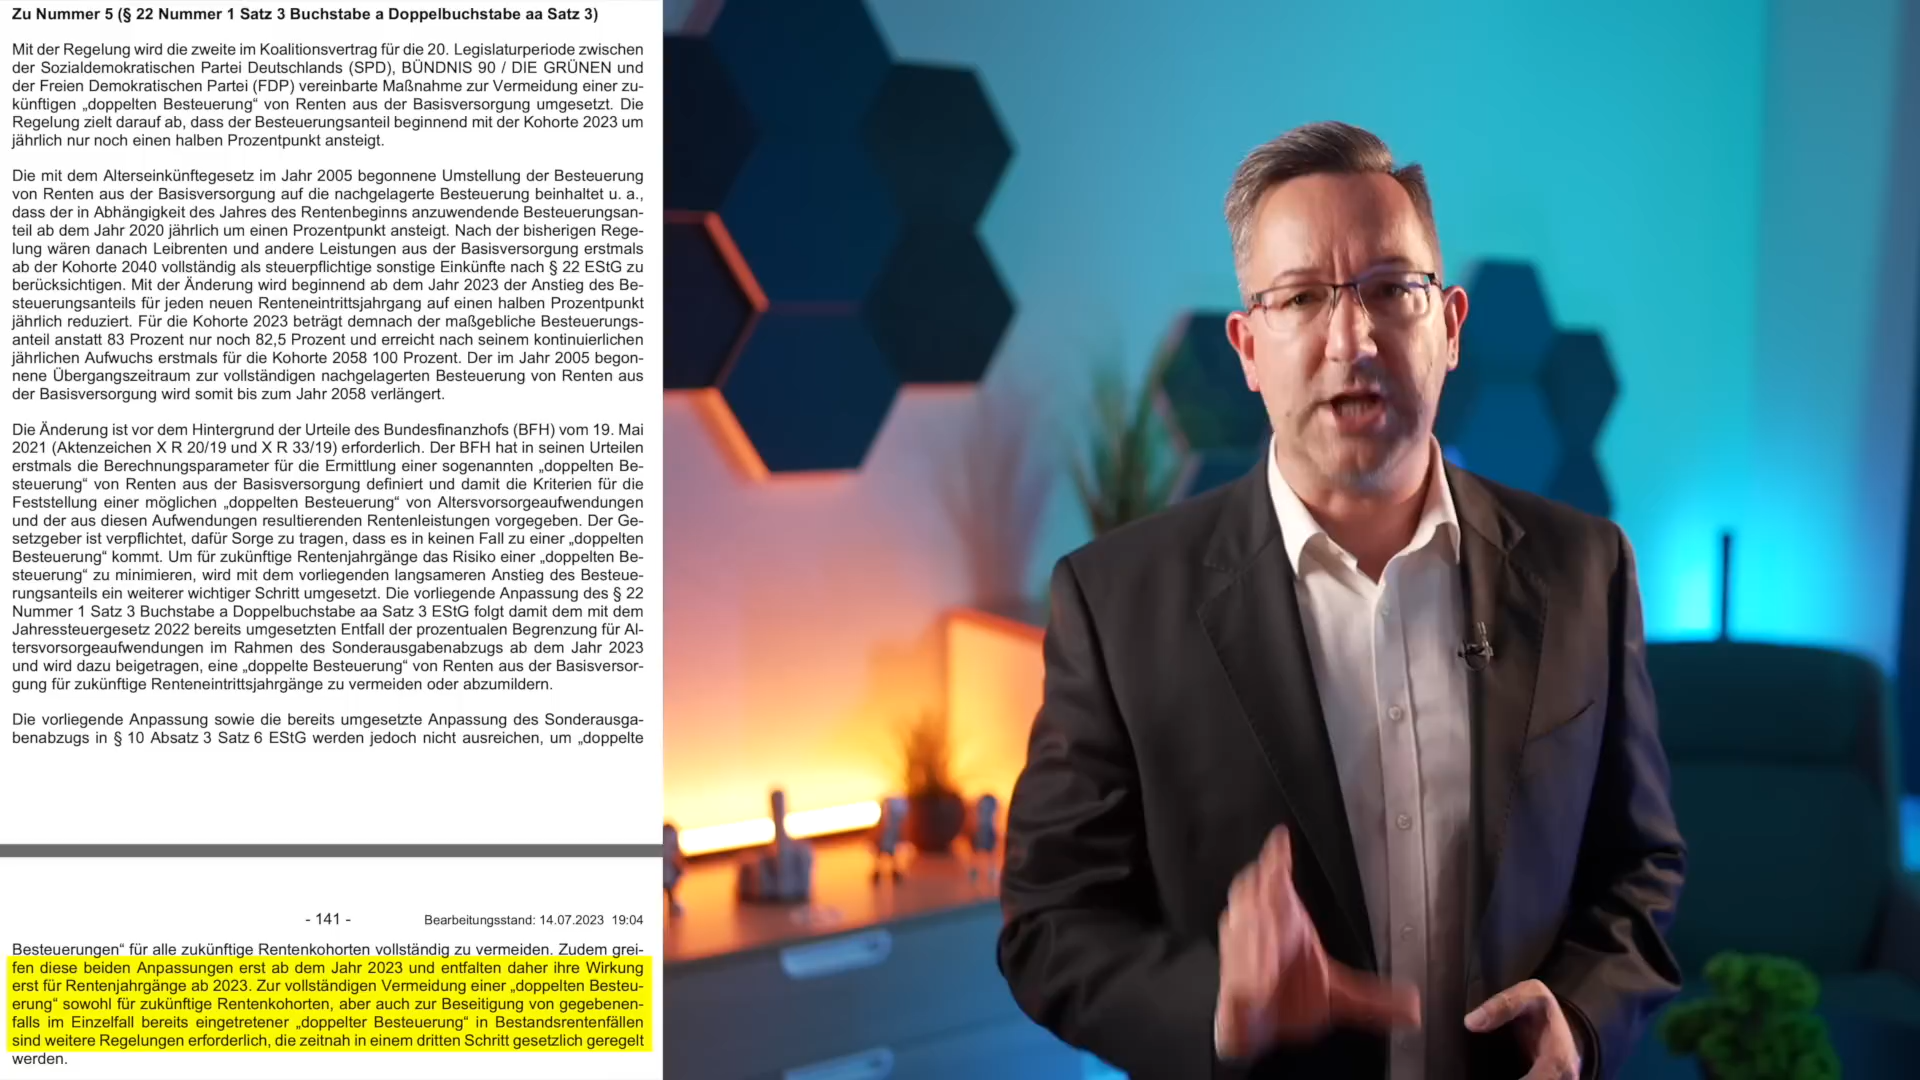 Zu Nummer 5 (§ 22 Nummer 1 Satz 3 Buchstabe a Doppelbuchstabe aa Satz 3)
Mit der Regelung wird die zweite im Koalitionsvertrag für die 20. Legislaturperiode zwischen
der Sozialdemokratischen Partei Deutschlands (SPD), BÜNDNIS 90 / DIE GRÜNEN und
der Freien Demokratischen Partei (FDP) vereinbarte Maßnahme zur Vermeidung einer zu-
künftigen „doppelten Besteuerung“ von Renten aus der Basisversorgung umgesetzt. Die
Regelung zielt darauf ab, dass der Besteuerungsanteil beginnend mit der Kohorte 2023 um
jährlich nur noch einen halben Prozentpunkt ansteigt.
Die mit dem Alterseinkünftegesetz im Jahr 2005 begonnene Umstellung der Besteuerung
von Renten aus der Basisversorgung auf die nachgelagerte Besteuerung beinhaltet u. a.,
dass der in Abhängigkeit des Jahres des Rentenbeginns anzuwendende Besteuerungsan-
teil ab dem Jahr 2020 jährlich um einen Prozentpunkt ansteigt. Nach der bisherigen Rege-
lung wären danach Leibrenten und andere Leistungen aus der Basisversorgung erstmals
ab der Kohorte 2040 vollständig als steuerpflichtige sonstige Einkünfte nach § 22 EStG zu
berücksichtigen. Mit der Änderung wird beginnend ab dem Jahr 2023 der Anstieg des Be-
steuerungsanteils für jeden neuen Renteneintrittsjahrgang auf einen halben Prozentpunkt
jährlich reduziert. Für die Kohorte 2023 beträgt demnach der maßgebliche Besteuerungs-
anteil anstatt 83 Prozent nur noch 82,5 Prozent und erreicht nach seinem kontinuierlichen
jährlichen Aufwuchs erstmals für die Kohorte 2058 100 Prozent. Der im Jahr 2005 begon-
nene Übergangszeitraum zur vollständigen nachgelagerten Besteuerung von Renten aus
der Basisversorgung wird somit bis zum Jahr 2058 verlängert.
Die Änderung ist vor dem Hintergrund der Urteile des Bundesfinanzhofs (BFH) vom 19. Mai
2021 (Aktenzeichen X R 20/19 und X R 33/19) erforderlich. Der BFH hat in seinen Urteilen
erstmals die Berechnungsparameter für die Ermittlung einer sogenannten „doppelten Be-
steuerung“ von Renten aus der Basisversorgung definiert und damit die Kriterien für die
Feststellung einer möglichen „doppelten Besteuerung“ von Altersvorsorgeaufwendungen
und der aus diesen Aufwendungen resultierenden Rentenleistungen vorgegeben. Der Ge-
setzgeber ist verpflichtet, dafür Sorge zu tragen, dass es in keinen Fall zu einer „doppelten
Besteuerung“ kommt. Um für zukünftige Rentenjahrgänge das Risiko einer „doppelten Be-
steuerung“ zu minimieren, wird mit dem vorliegenden langsameren Anstieg des Besteue-
rungsanteils ein weiterer wichtiger Schritt umgesetzt. Die vorliegende Anpassung des § 22
Nummer 1 Satz 3 Buchstabe a Doppelbuchstabe aa Satz 3 EStG folgt damit dem mit dem
Jahressteuergesetz 2022 bereits umgesetzten Entfall der prozentualen Begrenzung für Al-
tersvorsorgeaufwendungen im Rahmen des Sonderausgabenabzugs ab dem Jahr 2023
und wird dazu beigetragen, eine „doppelte Besteuerung“ von Renten aus der Basisversor-
gung für zukünftige Renteneintrittsjahrgänge zu vermeiden oder abzumildern.
Die vorliegende Anpassung sowie die bereits umgesetzte Anpassung des Sonderausga-
benabzugs in § 10 Absatz 3 Satz 6 EStG werden jedoch nicht ausreichen, um „doppelte
- 141 - Bearbeitungsstand: 14.07.2023 19:04
Besteuerungen“ für alle zukünftige Rentenkohorten vollständig zu vermeiden. Zudem grei-
fen diese beiden Anpassungen erst ab dem Jahr 2023 und entfalten daher ihre Wirkung
erst für Rentenjahrgänge ab 2023. Zur vollständigen Vermeidung einer „doppelten Besteu-
erung“ sowohl für zukünftige Rentenkohorten, aber auch zur Beseitigung von gegebenen-
falls im Einzelfall bereits eingetretener „doppelter Besteuerung“ in Bestandsrentenfällen
sind weitere Regelungen erforderlich, die zeitnah in einem dritten Schritt gesetzlich geregelt
werden.